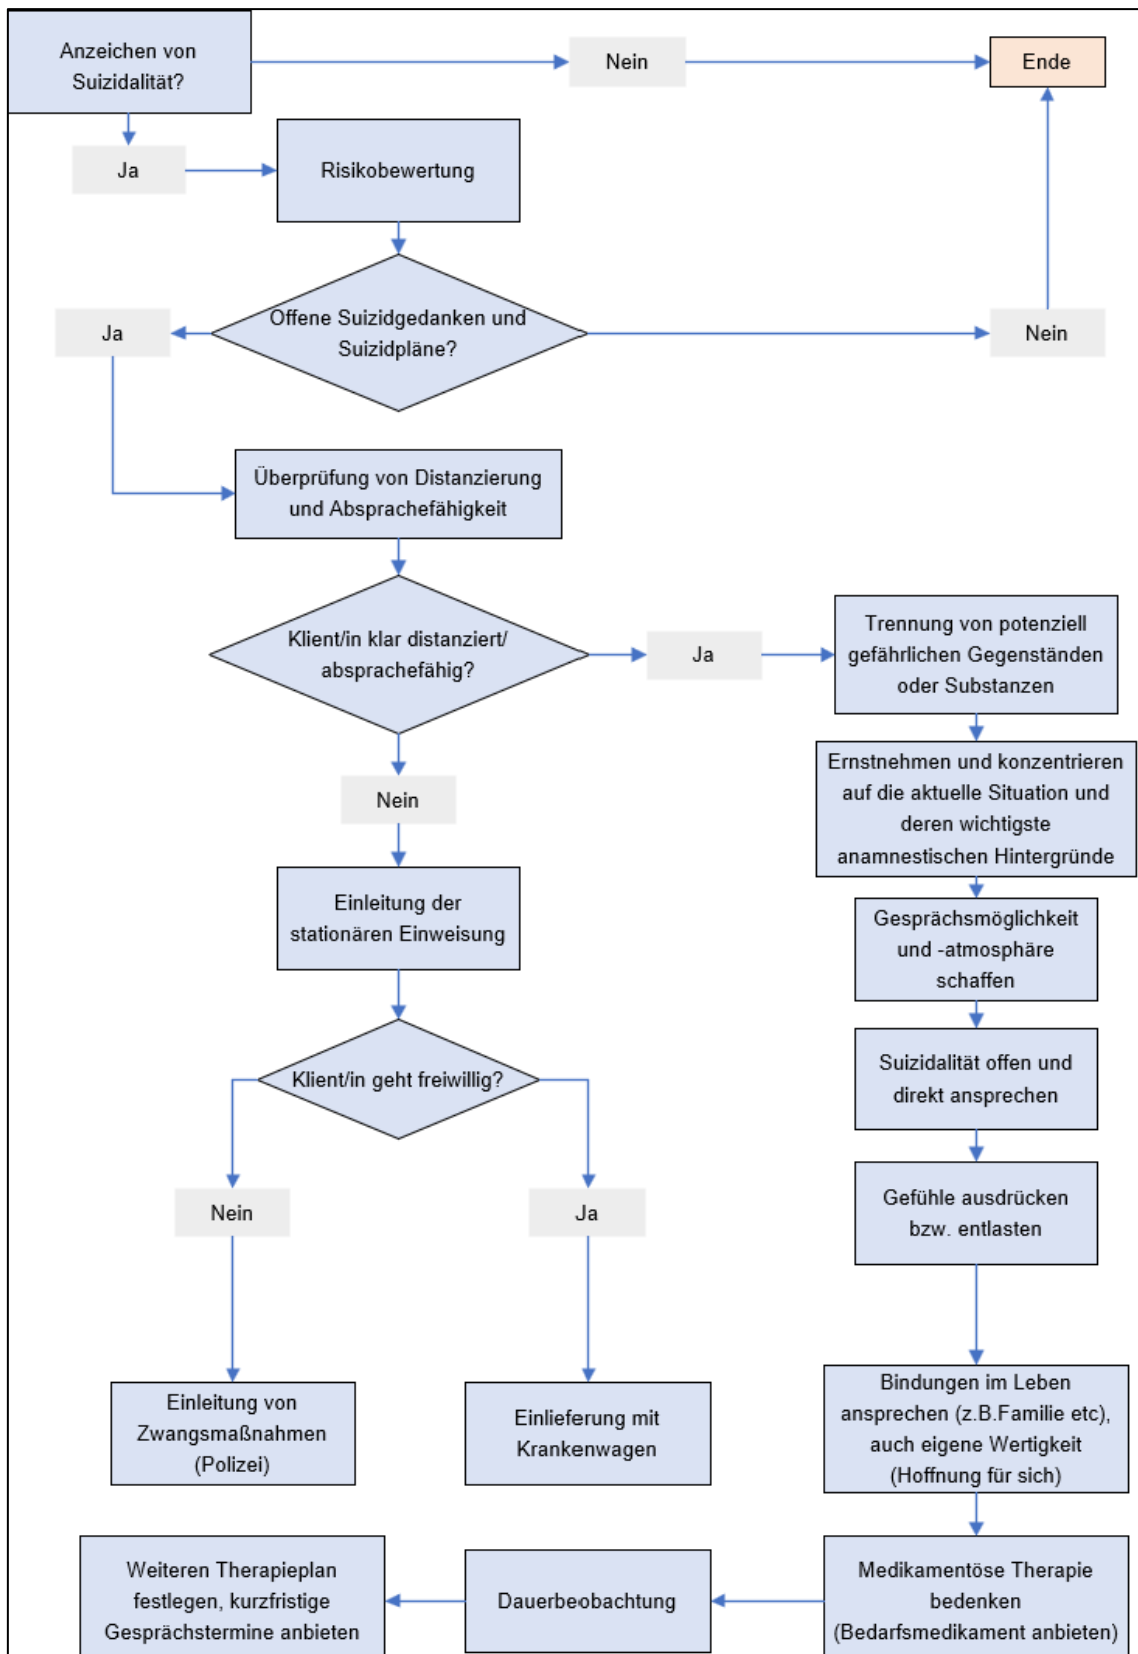 Anzeichen von
Suizidalität?
Nein
Ende
Ja
Risikobewertung
Offene Suizidgedanken und
Suizidpläne?
Ja
Nein
Überprüfung von Distanzierung
und Absprachefähigkeit
Klient/in klar distanziert/
absprachefähig?
Ja
Trennung von potenziell
gefährlichen Gegenständen
oder Substanzen
Ernstnehmen und konzentrieren
auf die aktuelle Situation und
deren wichtigste
anamnestischen Hintergründe
Nein
Einleitung der
stationären Einweisung
Gesprächsmöglichkeit
und -atmosphäre
schaffen
Klient/in geht freiwillig?
Suizidalität offen und
direkt ansprechen
Nein
Ja
Gefühle ausdrücken
bzw. entlasten
Einleitung von
Zwangsmaßnahmen
(Polizei)
Einlieferung mit
Krankenwagen
Bindungen im Leben
ansprechen (z.B.Familie etc),
auch eigene Wertigkeit
(Hoffnung für sich)
Weiteren Therapieplan
festlegen, kurzfristige
Gesprächstermine anbieten
Dauerbeobachtung
Medikamentöse Therapie
bedenken
(Bedarfsmedikament anbieten)